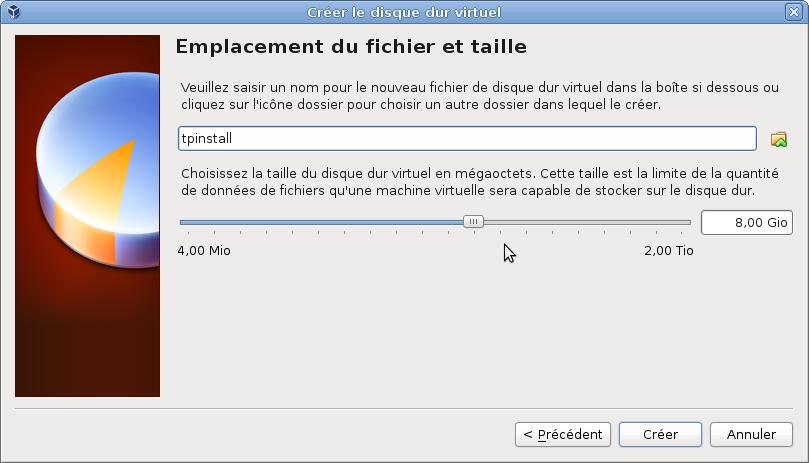 Créer le disque dur virtuel
Emplacement du fichier et taille
Veuillez saisir un nom pour le nouveau fichier de disque dur virtuel dans la boîte si dessous ou
cliquez sur l'icône dossier pour choisir un autre dossier dans lequel le créer.
tpinstall
Choisissez la taille du disque dur virtuel en mégaoctets. Cette taille est la limite de la quantité
de données de fichiers qu'une machine virtuelle sera capable de stocker sur le disque dur.
8,00 Gio
4,00 Mio 2,00 Tio
< Précédent Créer Annuler